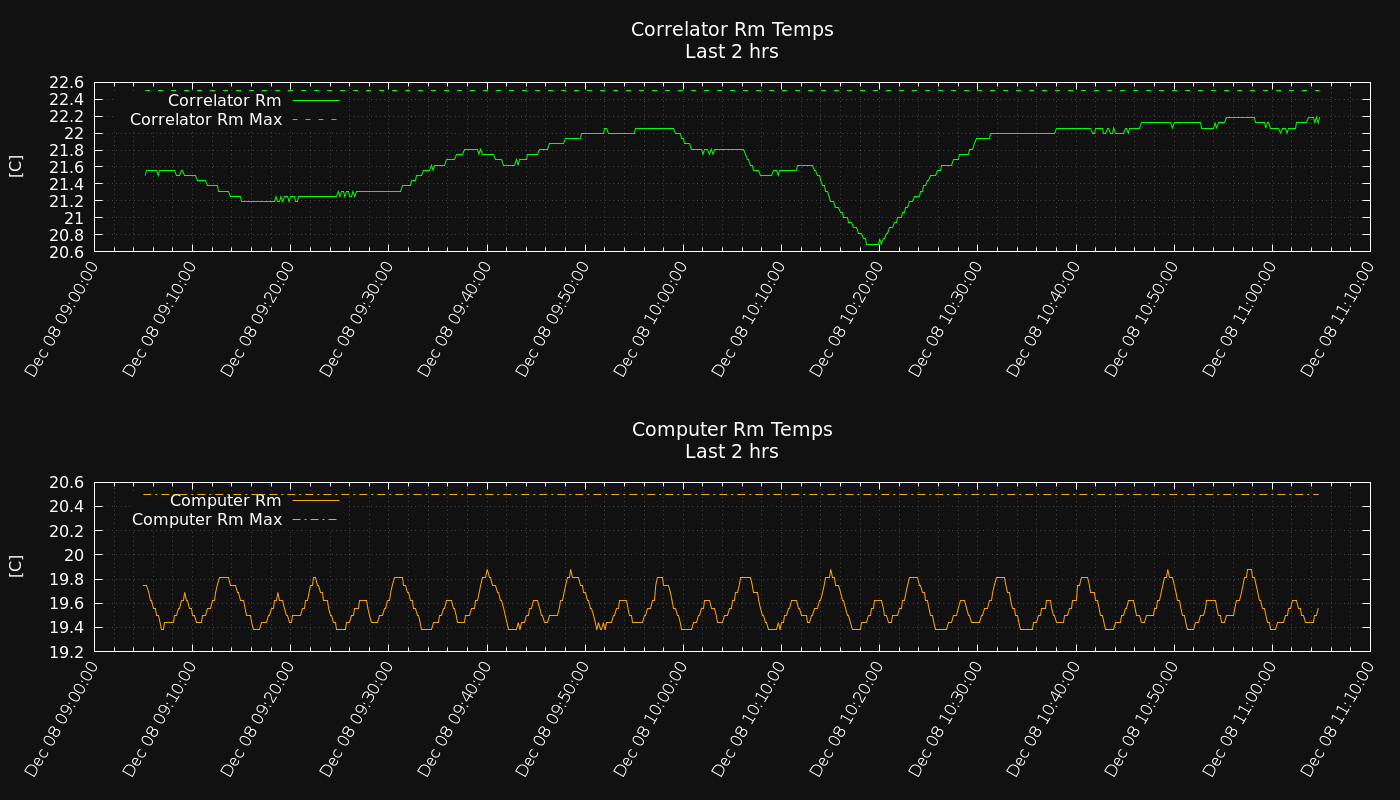 Correlator Rm Temps
Last 2 hrs
22.6
22.4
22.2
22
21.8
21.6
21.4
21.2
21
20.8
20.6
[C]
Correlator Rm
Correlator Rm Max
Dec 08 09:00:00
Dec 08 09:10:00
Dec 08 09:20:00
Dec 08 09:30:00
Dec 08 09:40:00
Dec 08 09:50:00
Dec 08 10:00:00
Dec 08 10:10:00
Dec 08 10:20:00
Dec 08 10:30:00
Dec 08 10:40:00
Dec 08 10:50:00
Dec 08 11:00:00
Dec 08 11:10:00
Computer Rm Temps
Last 2 hrs
20.6
20.4
20.2
20
19.8
19.6
19.4
19.2
[C]
Computer Rm
Computer Rm Max
Dec 08 09:00:00
Dec 08 09:10:00
Dec 08 09:20:00
Dec 08 09:30:00
Dec 08 09:40:00
Dec 08 09:50:00
Dec 08 10:00:00
Dec 08 10:10:00
Dec 08 10:20:00
Dec 08 10:30:00
Dec 08 10:40:00
Dec 08 10:50:00
Dec 08 11:00:00
Dec 08 11:10:00